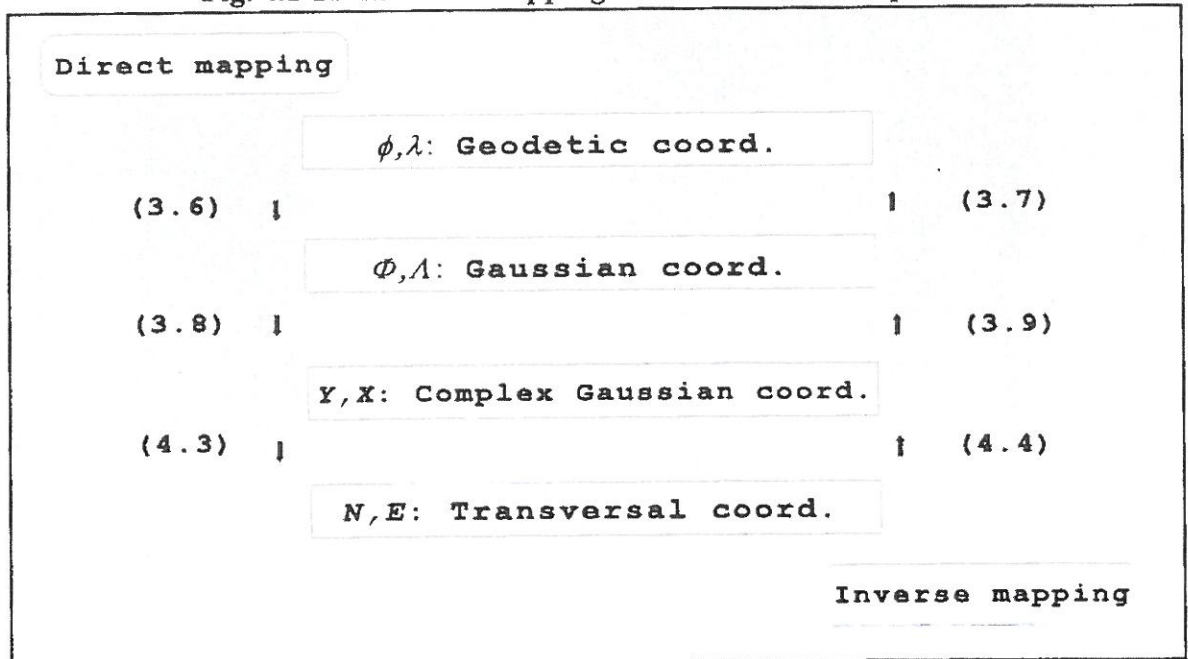 Direct mapping
ϕ,λ: Geodetic coord.
(3.6) ↓ ↑ (3.7)
Φ,Λ: Gaussian coord.
(3.8) ↓ ↑ (3.9)
Y,X: Complex Gaussian coord.
(4.3) ↓ ↑ (4.4)
N,E: Transversal coord.
Inverse mapping